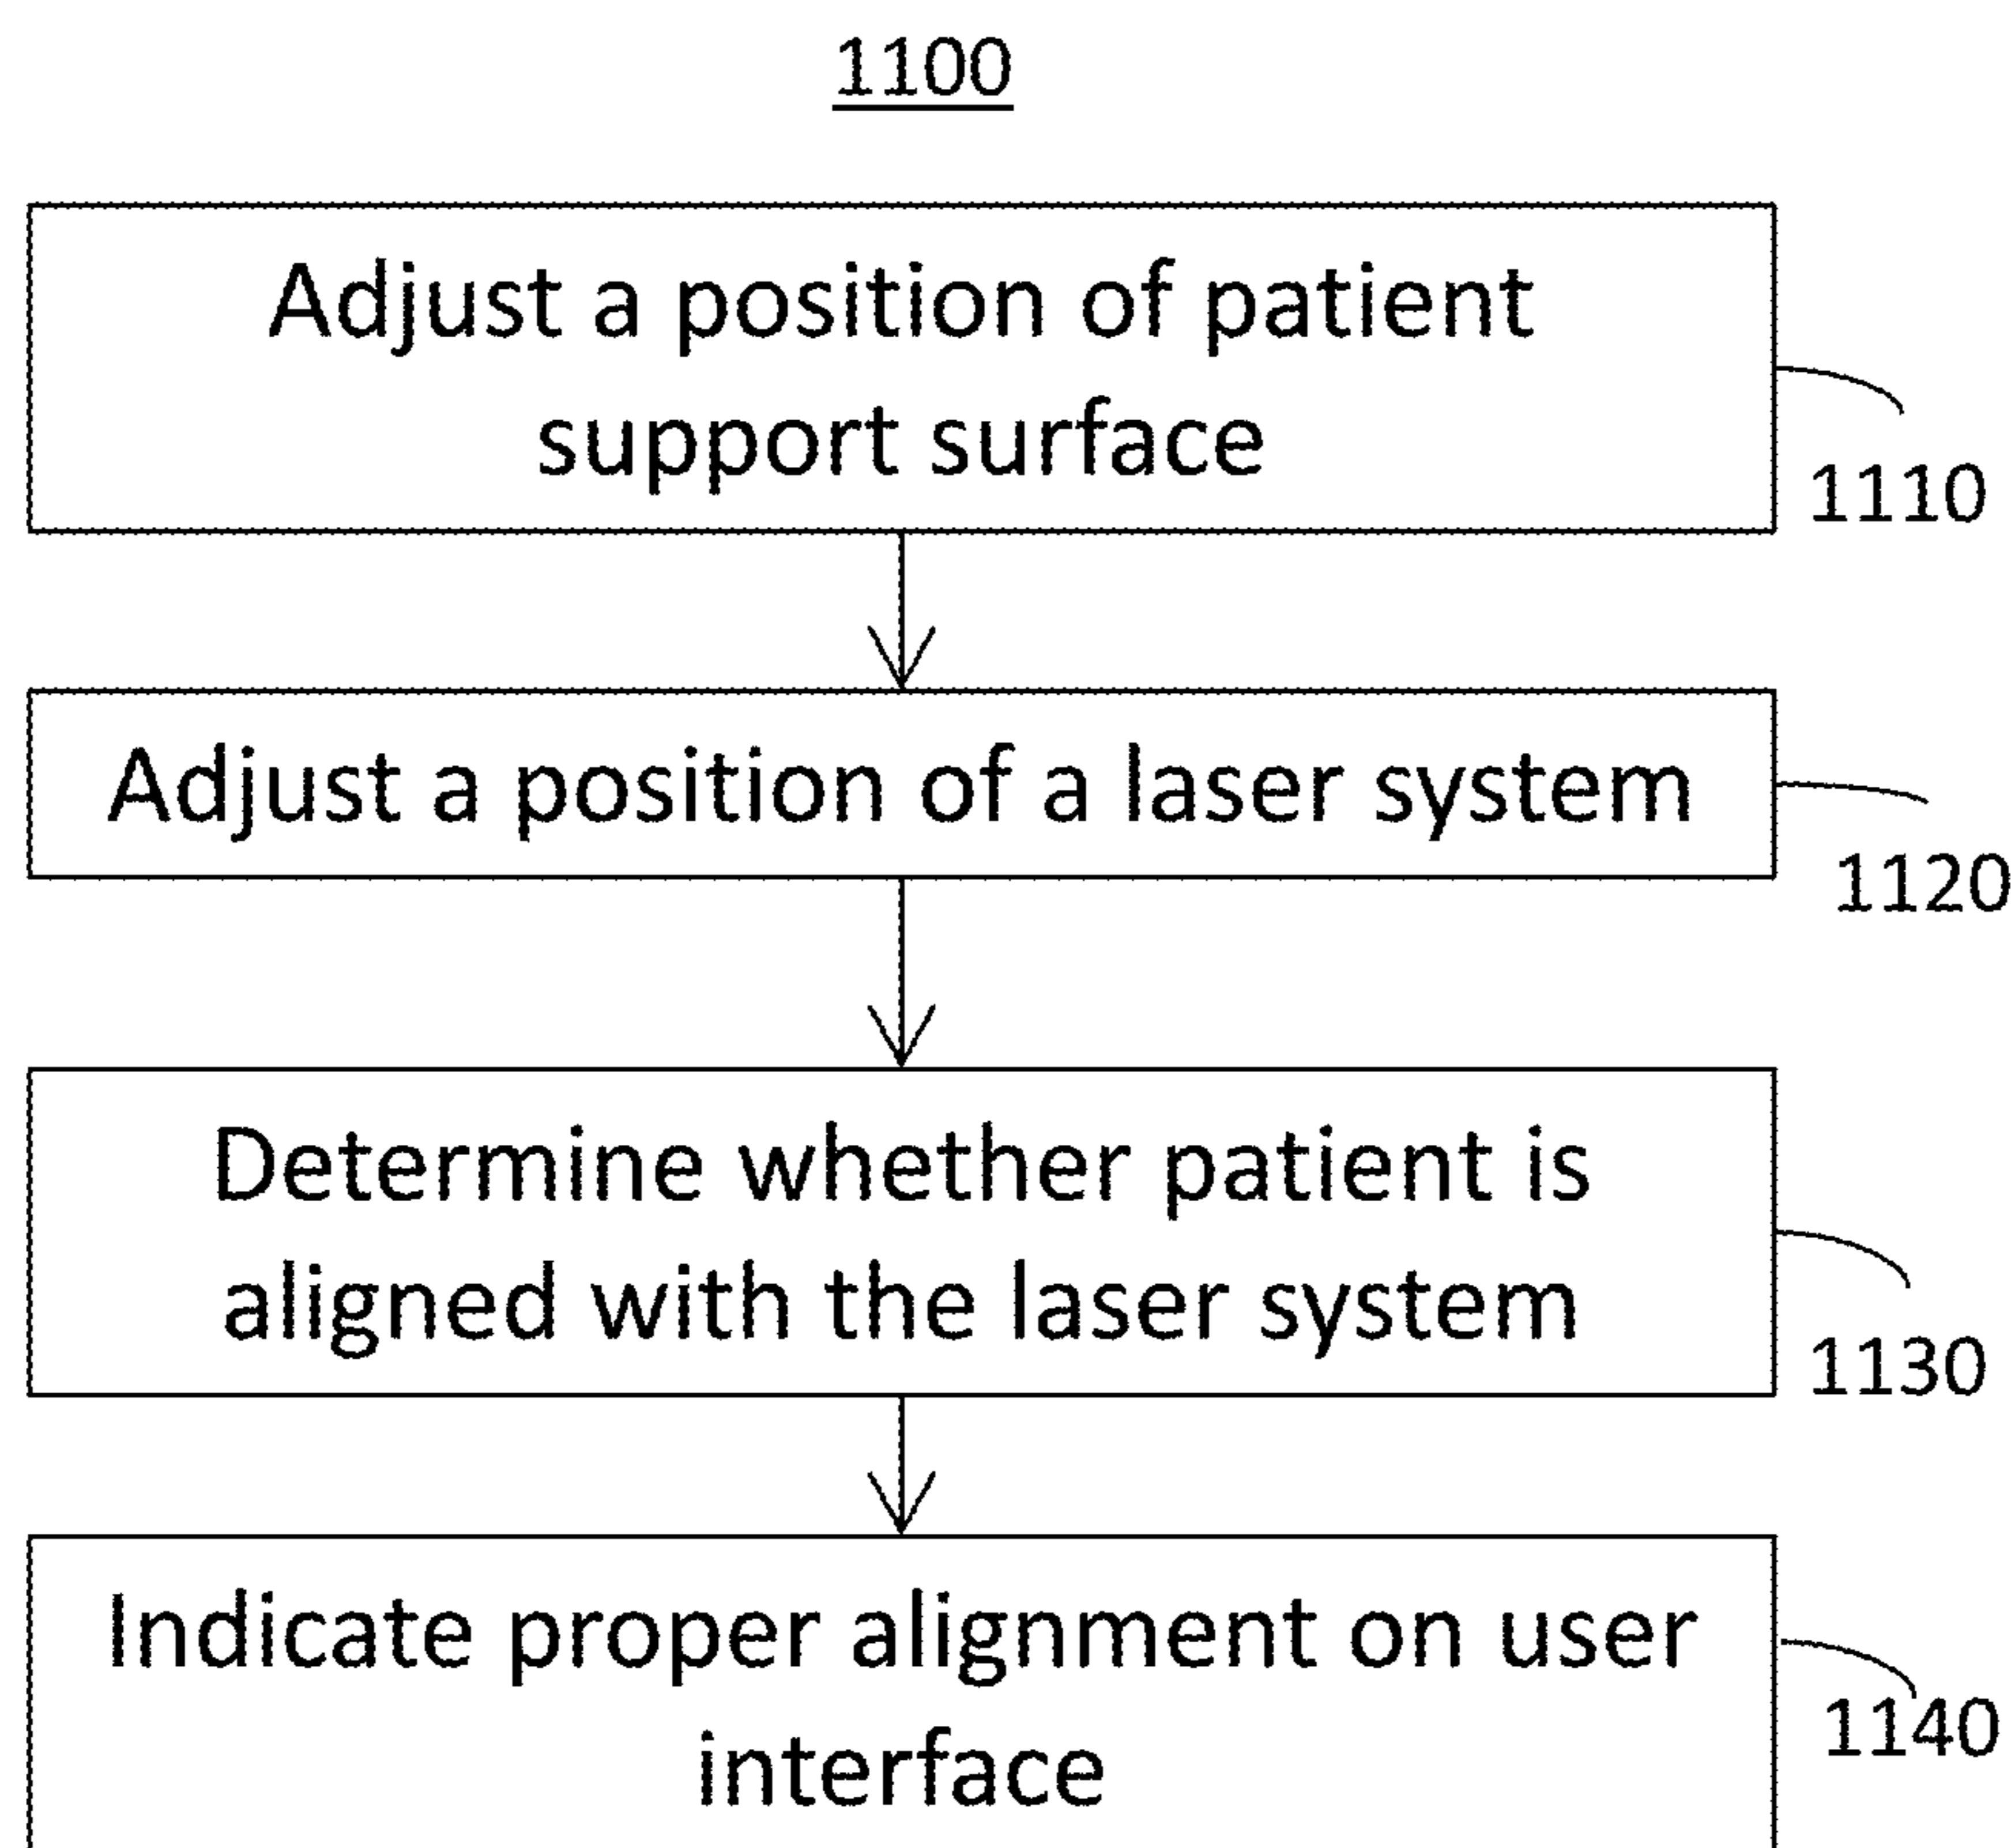 1100
Adjust a position of patient
support surface
1110
Adjust a position of a laser system
1120
Determine whether patient is
aligned with the laser system
1130
Indicate proper alignment on user
interface
1140